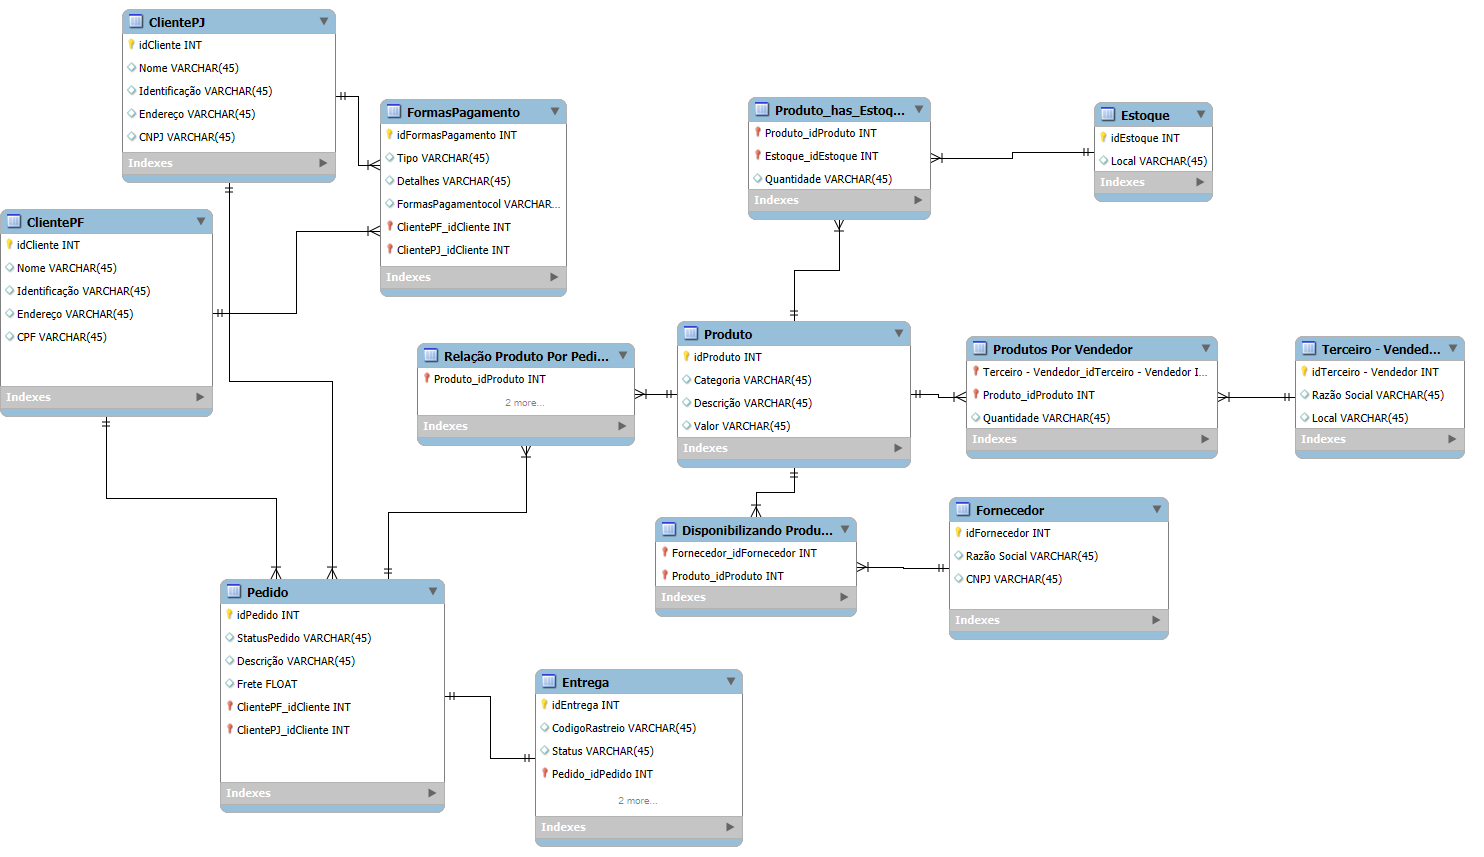 ClientePJ
idCliente INT
Nome VARCHAR(45)
Identificação VARCHAR(45)
Endereço VARCHAR(45)
CNPJ VARCHAR(45)
Indexes
FormasPagamento
idFormasPagamento INT
Tipo VARCHAR(45)
Detalhes VARCHAR(45)
FormasPagamentocol VARCHAR...
ClientePF_idCliente INT
ClientePJ_idCliente INT
Indexes
Produto_has_Estoq...
Produto_idProduto INT
Estoque_idEstoque INT
Quantidade VARCHAR(45)
Indexes
Estoque
idEstoque INT
Local VARCHAR(45)
Indexes
ClientePF
idCliente INT
Nome VARCHAR(45)
Identificação VARCHAR(45)
Endereço VARCHAR(45)
CPF VARCHAR(45)
Indexes
Relação Produto Por Pedi...
Produto_idProduto INT
2 more...
Indexes
Produto
idProduto INT
Categoria VARCHAR(45)
Descrição VARCHAR(45)
Valor VARCHAR(45)
Indexes
Produtos Por Vendedor
Terceiro - Vendedor_idTerceiro - Vendedor I...
Produto_idProduto INT
Quantidade VARCHAR(45)
Indexes
Terceiro - Vended...
idTerceiro - Vendedor INT
Razão Social VARCHAR(45)
Local VARCHAR(45)
Indexes
Disponibilizando Produ...
Fornecedor_idFornecedor INT
Produto_idProduto INT
Indexes
Fornecedor
idFornecedor INT
Razão Social VARCHAR(45)
CNPJ VARCHAR(45)
Indexes
Pedido
idPedido INT
StatusPedido VARCHAR(45)
Descrição VARCHAR(45)
Frete FLOAT
ClientePF_idCliente INT
ClientePJ_idCliente INT
Indexes
Entrega
idEntrega INT
CodigoRastreio VARCHAR(45)
Status VARCHAR(45)
Pedido_idPedido INT
2 more...
Indexes